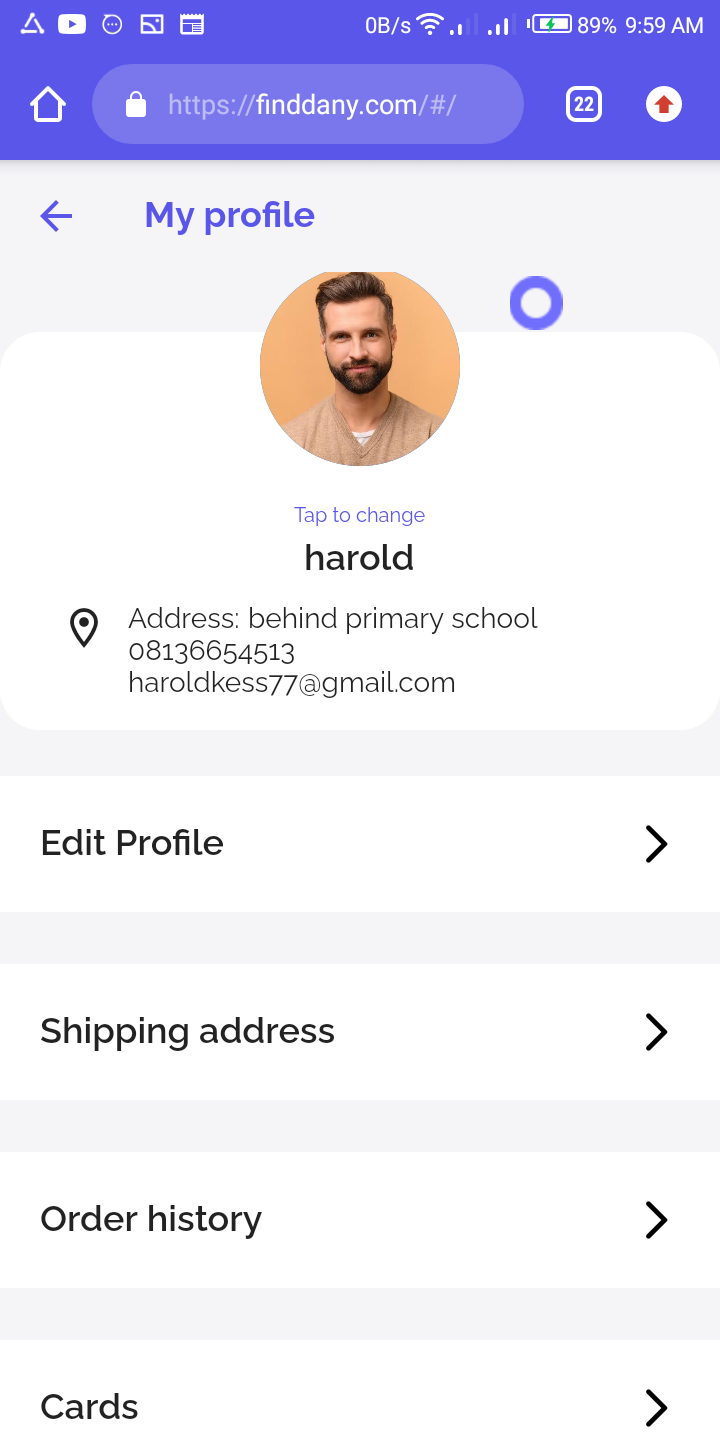 0B/s 89% 9:59 AM
https://finddany.com/#/
22
My profile
Tap to change
harold
Address: behind primary school
08136654513
haroldkess77@gmail.com
Edit Profile
Shipping address
Order history
Cards